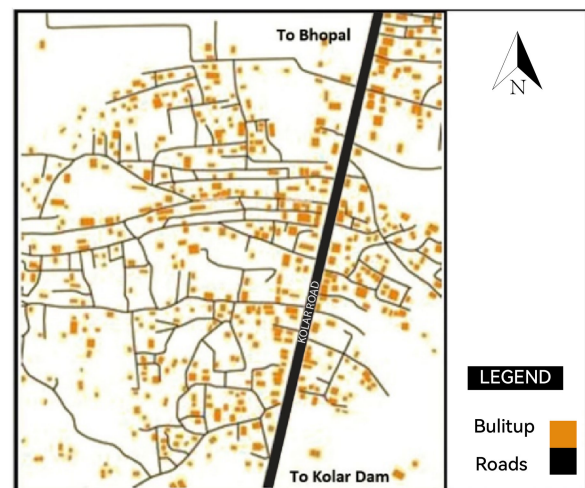 To Bhopal
N
KOLAR ROAD
To Kolar Dam
LEGEND
Bulitup
Roads